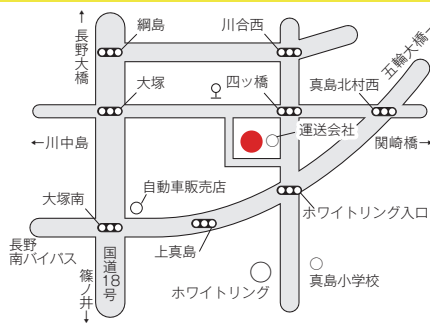 ↑長野大橋
綱島
川合西
五輪大橋→
大塚
四ッ橋
真島北村西
運送会社
←川中島
関崎橋→
自動車販売店
大塚南
ホワイトリング入口
長野
南バイパス
国道18号
上真島
篠ノ井↓
ホワイトリング
真島小学校